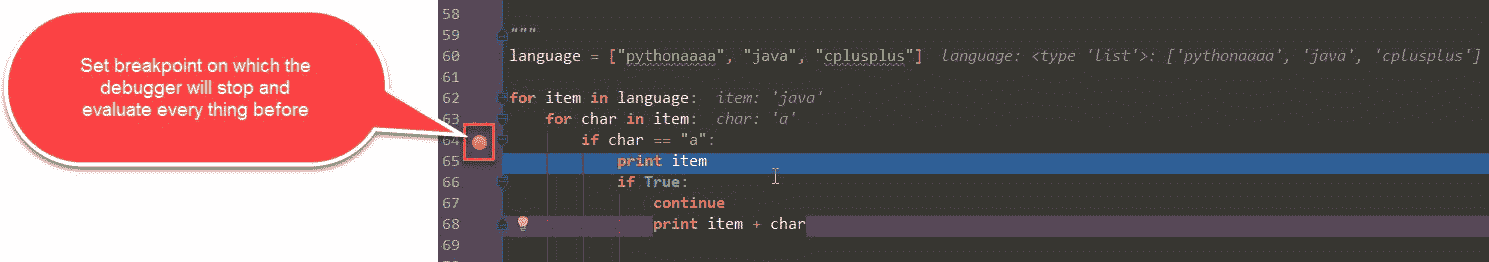 Set breakpoint on which the
debugger will stop and
evaluate every thing before
58
59 """
60 language = ["pythonaaaa", "java", "cplusplus"] language: <type 'list'>: ['pythonaaaa', 'java', 'cplusplus']
61
62 for item in language: item: 'java'
63 for char in item: char: 'a'
64 if char == "a":
65 print item
66 if True:
67 continue
68 print item + char
69